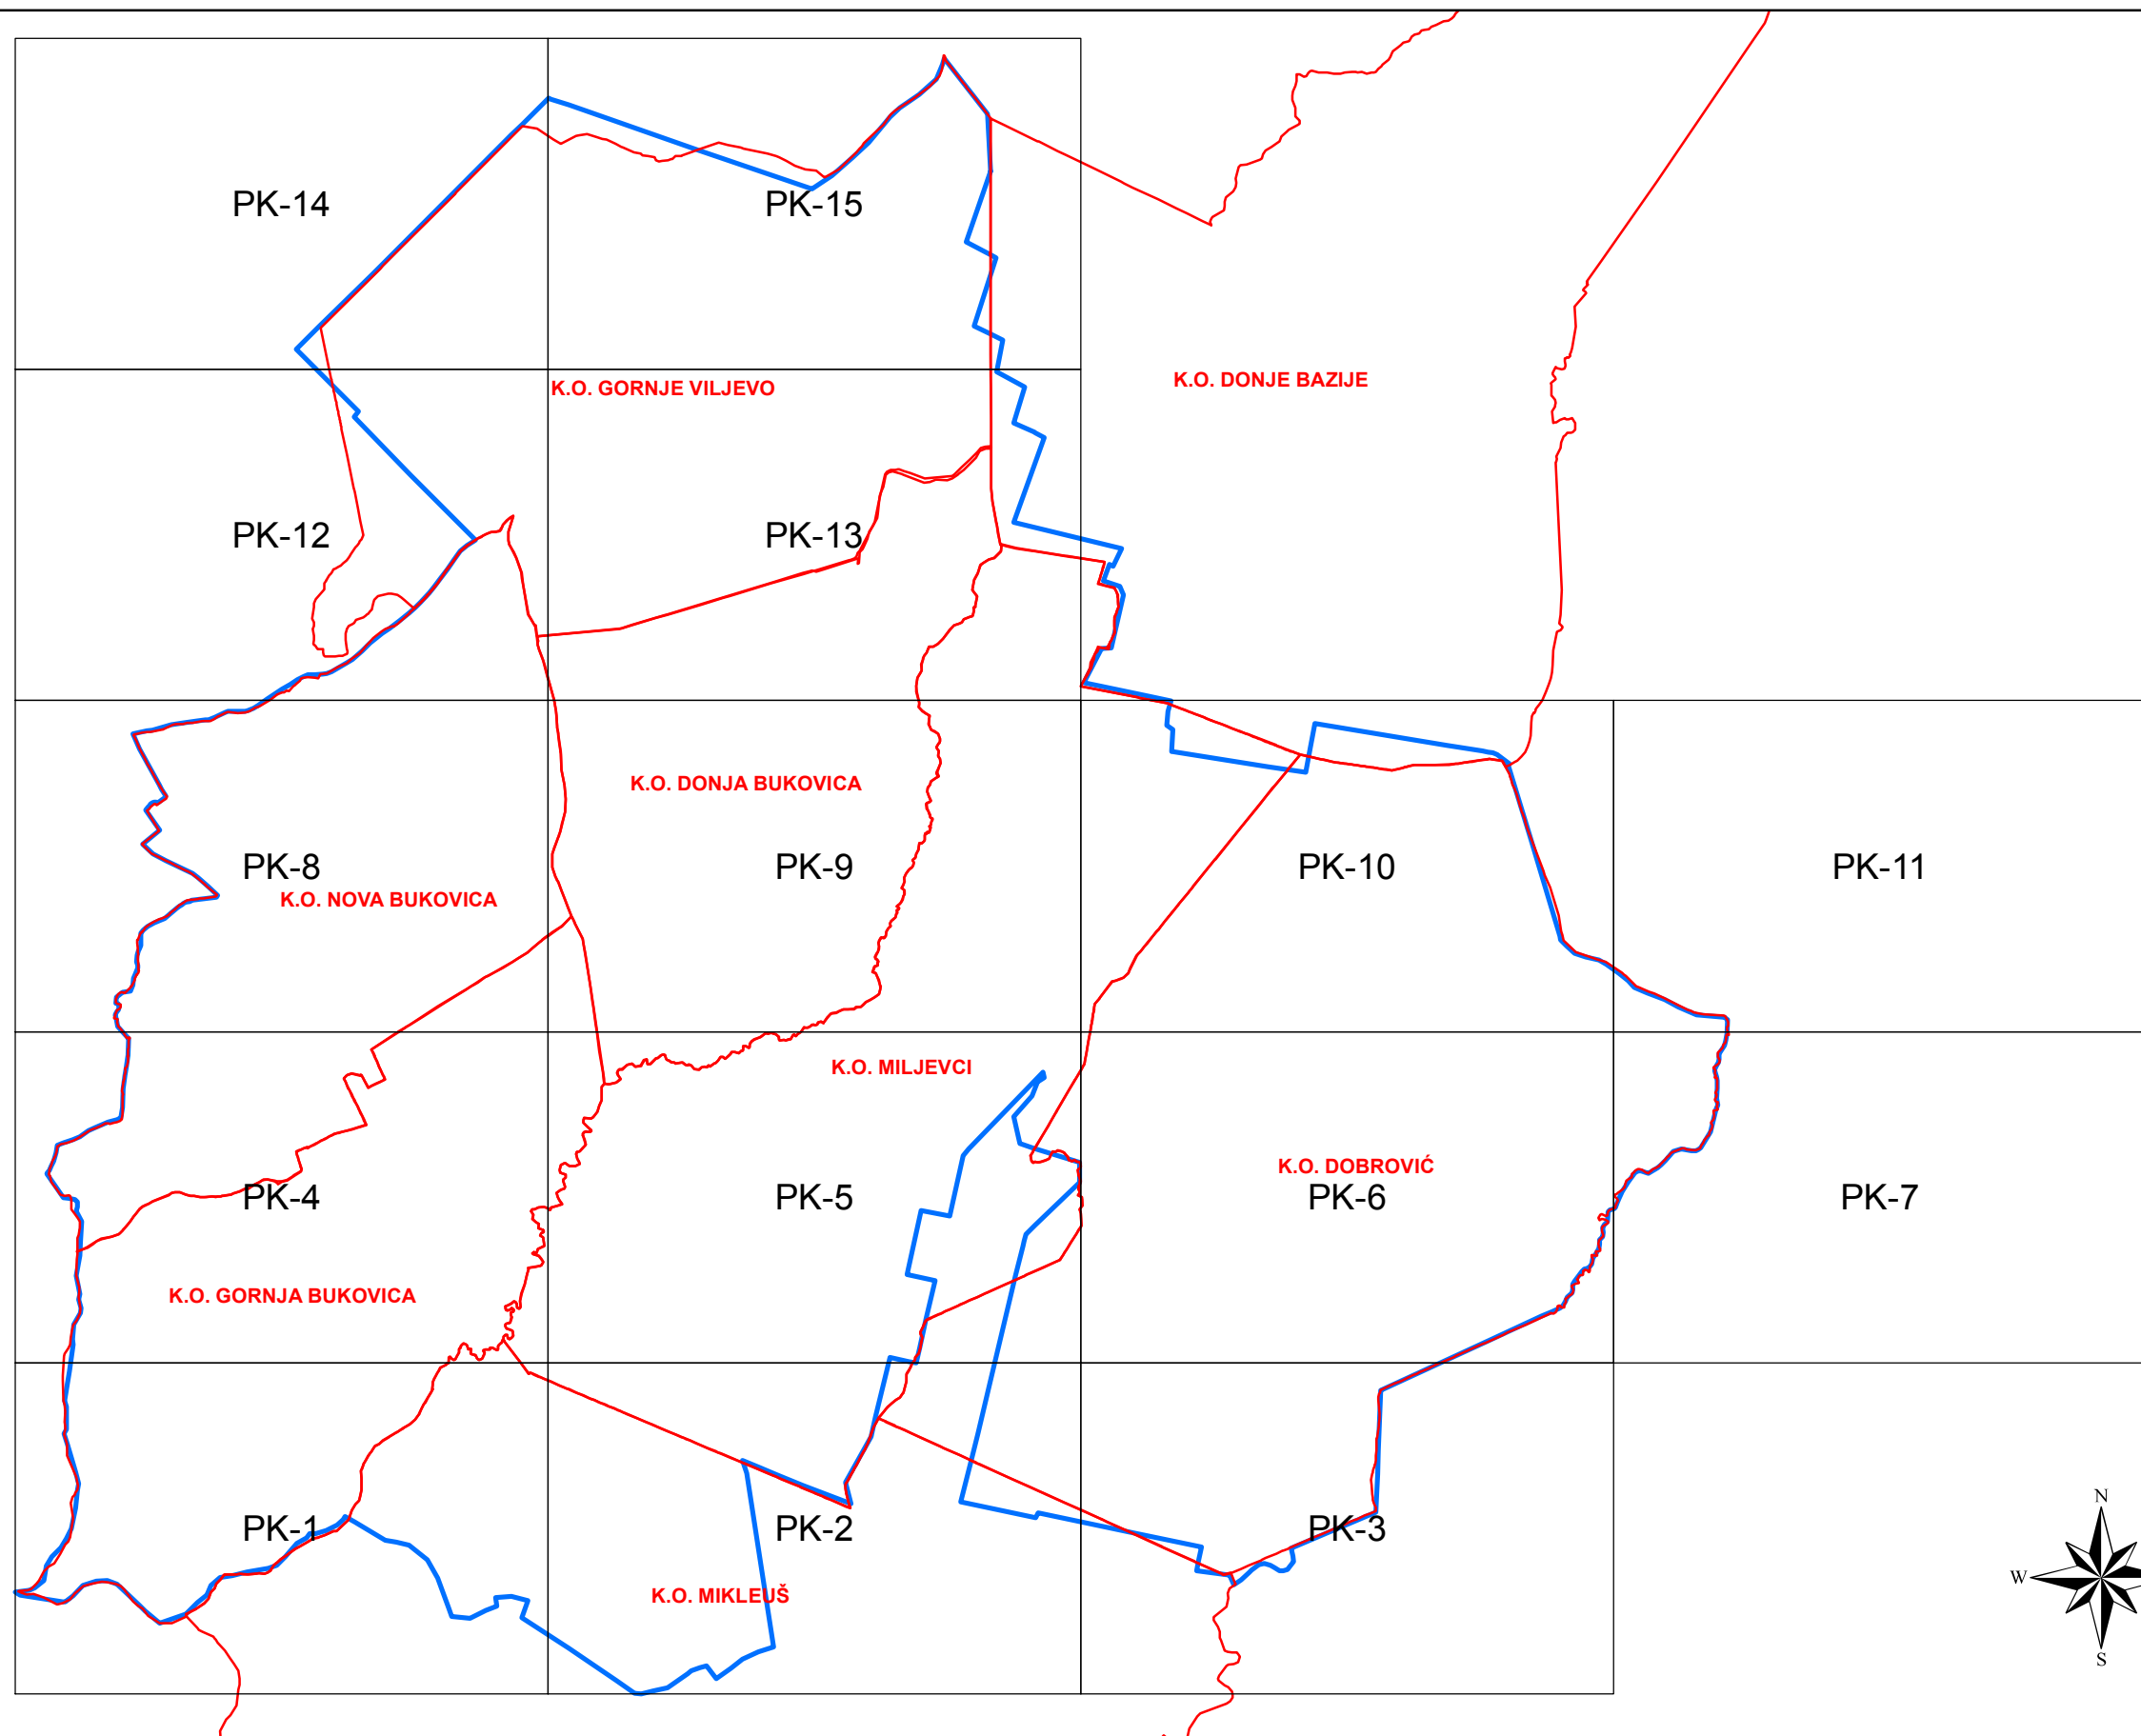 PK-14
PK-15
K.O. GORNJE VILJEVO
K.O. DONJE BAZIJE
PK-12
PK-13
K.O. DONJA BUKOVICA
PK-8
PK-9
PK-10
PK-11
K.O. NOVA BUKOVICA
K.O. MILJEVCI
K.O. DOBROVIĆ
PK-4
PK-5
PK-6
PK-7
K.O. GORNJA BUKOVICA
N
PK-1
PK-2
PK-3
W
K.O. MIKLEUŠ
S